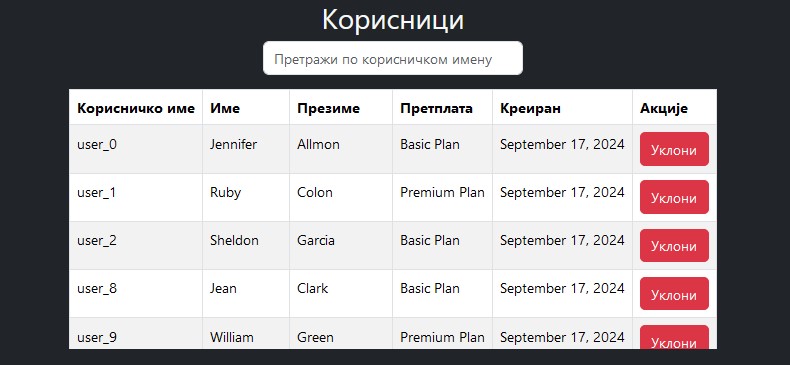 Корисници
Претражи по корисничком имену
Корисничко име Име Презиме Претплата Креиран Акције
user_0 Jennifer Allmon Basic Plan September 17, 2024 Уклони
user_1 Ruby Colon Premium Plan September 17, 2024 Уклони
user_2 Sheldon Garcia Basic Plan September 17, 2024 Уклони
user_8 Jean Clark Basic Plan September 17, 2024 Уклони
user_9 William Green Premium Plan September 17, 2024 Уклони